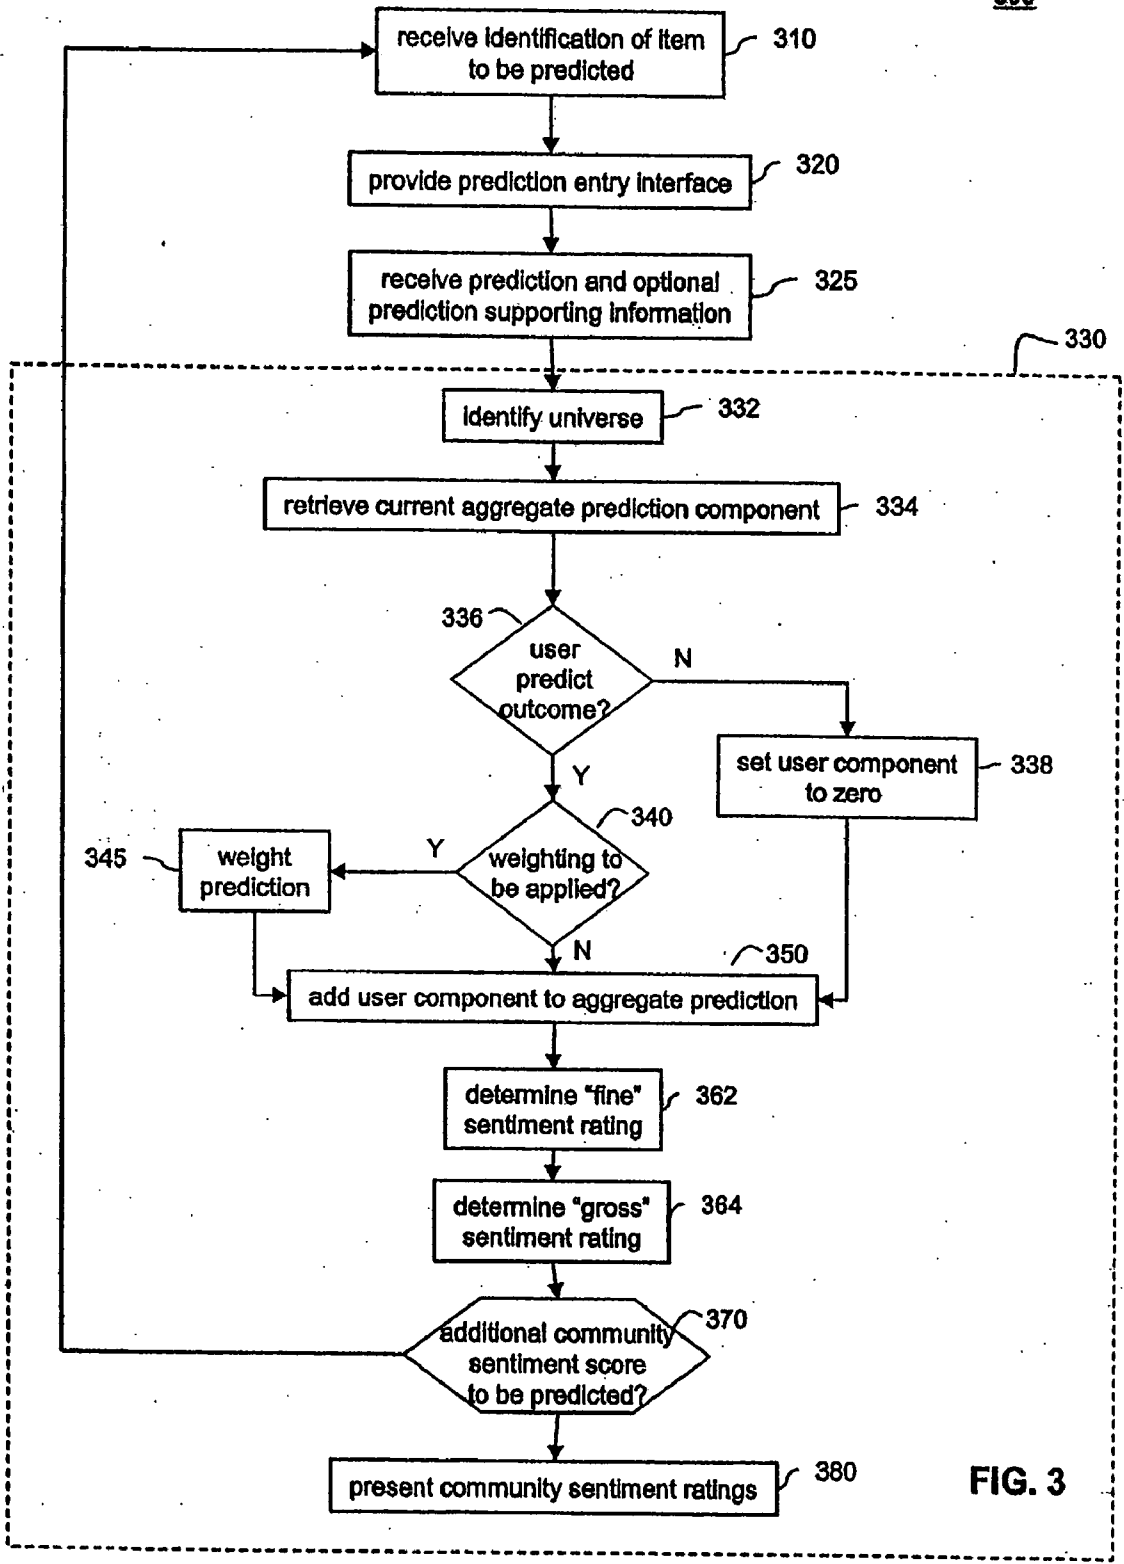 receive identification of item
to be predicted
310
provide prediction entry interface
320
receive prediction and optional
prediction supporting information
325
330
identify universe
332
retrieve current aggregate prediction component
334
336
user
predict
outcome?
N
Y
set user component
to zero
338
340
weighting to
be applied?
Y
N
345
weight
prediction
350
add user component to aggregate prediction
determine "fine"
sentiment rating
362
determine "gross"
sentiment rating
364
370
additional community
sentiment score
to be predicted?
present community sentiment ratings
380
FIG. 3